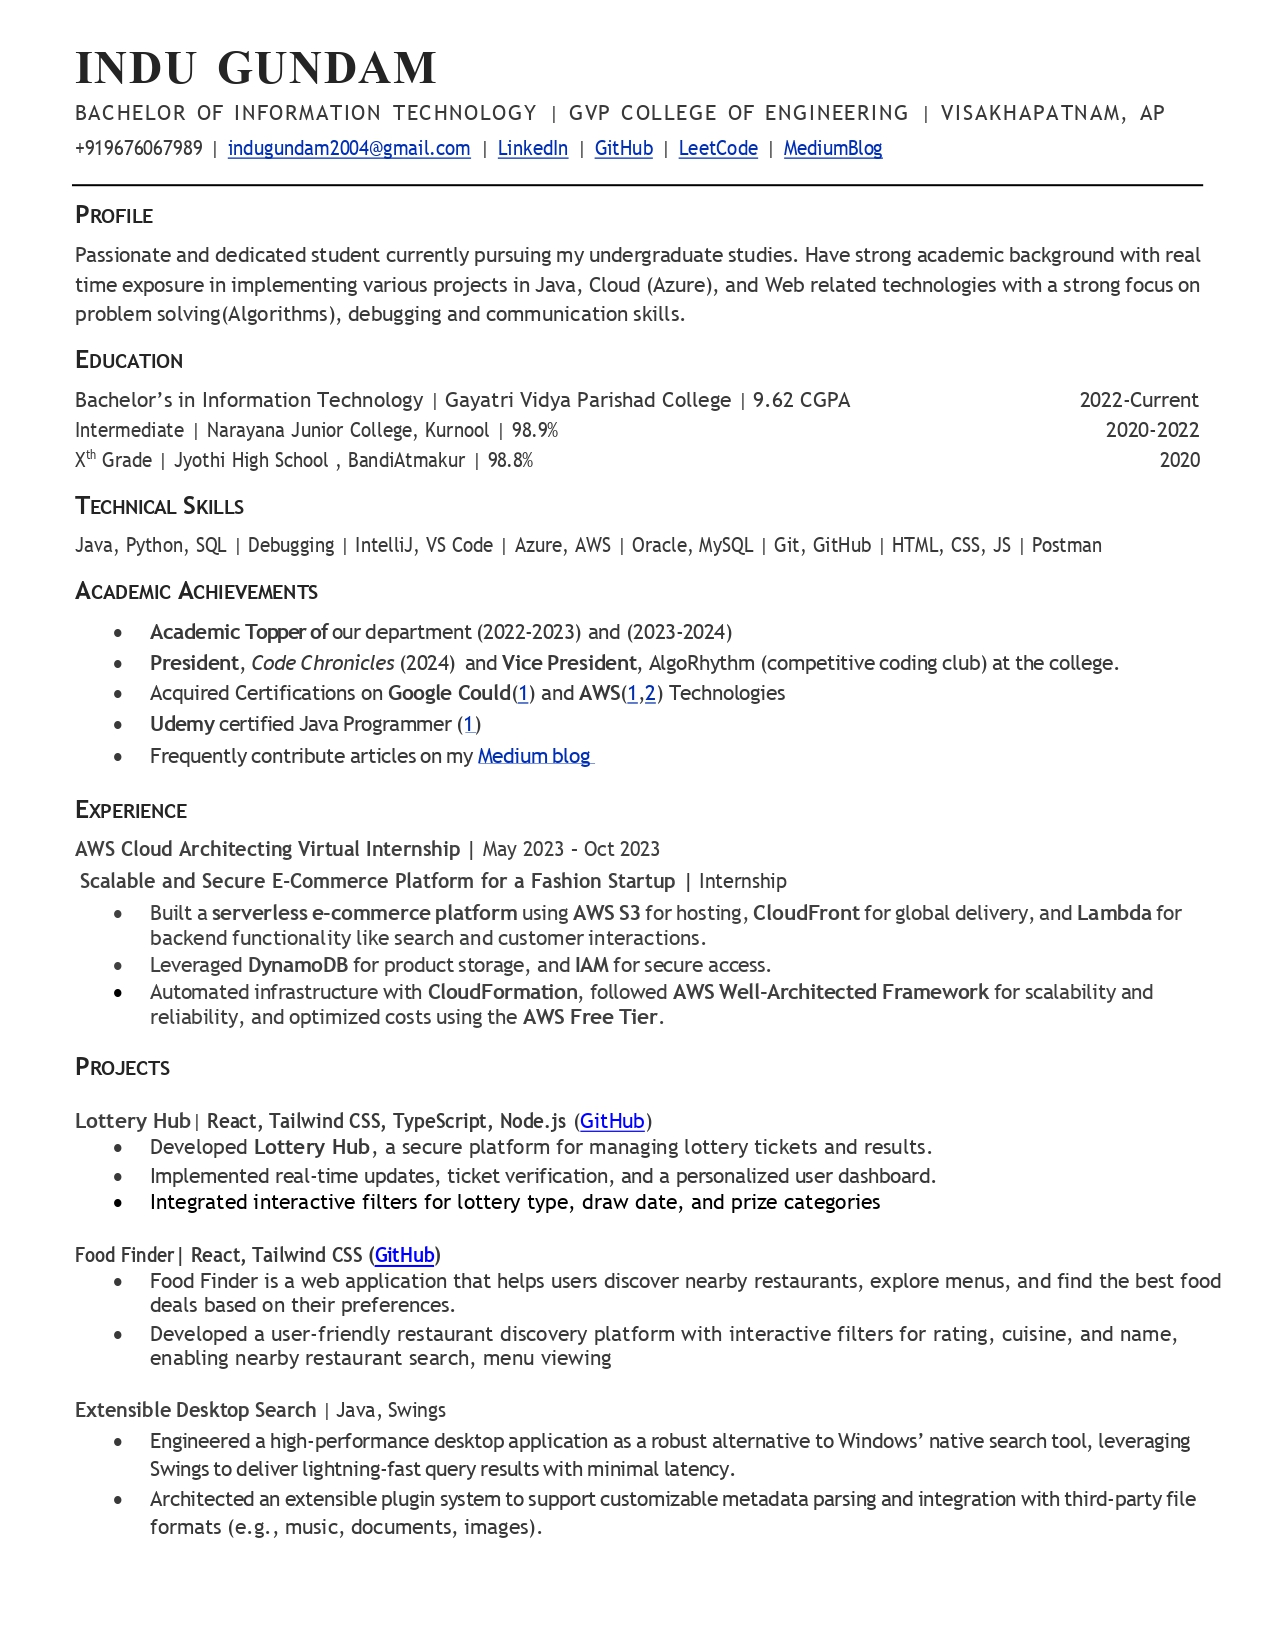 INDU GUNDAM
BACHELOR OF INFORMATION TECHNOLOGY | GVP COLLEGE OF ENGINEERING | VISAKHAPATNAM, AP
+919676067989 | indugundam2004@gmail.com | LinkedIn | GitHub | LeetCode | MediumBlog
PROFILE
Passionate and dedicated student currently pursuing my undergraduate studies. Have strong academic background with real
time exposure in implementing various projects in Java, Cloud (Azure), and Web related technologies with a strong focus on
problem solving(Algorithms), debugging and communication skills.
EDUCATION
Bachelor’s in Information Technology | Gayatri Vidya Parishad College | 9.62 CGPA 2022-Current
Intermediate | Narayana Junior College, Kurnool | 98.9% 2020-2022
Xth Grade | Jyothi High School , BandiAtmakur | 98.8% 2020
TECHNICAL SKILLS
Java, Python, SQL | Debugging | IntelliJ, VS Code | Azure, AWS | Oracle, MySQL | Git, GitHub | HTML, CSS, JS | Postman
ACADEMIC ACHIEVEMENTS
• Academic Topper of our department (2022-2023) and (2023-2024)
• President, Code Chronicles (2024) and Vice President, AlgoRhythm (competitive coding club) at the college.
• Acquired Certifications on Google Could(1) and AWS(1,2) Technologies
• Udemy certified Java Programmer (1)
• Frequently contribute articles on my Medium blog
EXPERIENCE
AWS Cloud Architecting Virtual Internship | May 2023 - Oct 2023
Scalable and Secure E-Commerce Platform for a Fashion Startup | Internship
• Built a serverless e-commerce platform using AWS S3 for hosting, CloudFront for global delivery, and Lambda for
backend functionality like search and customer interactions.
• Leveraged DynamoDB for product storage, and IAM for secure access.
• Automated infrastructure with CloudFormation, followed AWS Well-Architected Framework for scalability and
reliability, and optimized costs using the AWS Free Tier.
PROJECTS
Lottery Hub| React, Tailwind CSS, TypeScript, Node.js (GitHub)
• Developed Lottery Hub, a secure platform for managing lottery tickets and results.
• Implemented real-time updates, ticket verification, and a personalized user dashboard.
• Integrated interactive filters for lottery type, draw date, and prize categories
Food Finder| React, Tailwind CSS (GitHub)
• Food Finder is a web application that helps users discover nearby restaurants, explore menus, and find the best food
deals based on their preferences.
• Developed a user-friendly restaurant discovery platform with interactive filters for rating, cuisine, and name,
enabling nearby restaurant search, menu viewing
Extensible Desktop Search | Java, Swings
• Engineered a high-performance desktop application as a robust alternative to Windows’ native search tool, leveraging
Swings to deliver lightning-fast query results with minimal latency.
• Architected an extensible plugin system to support customizable metadata parsing and integration with third-party file
formats (e.g., music, documents, images).